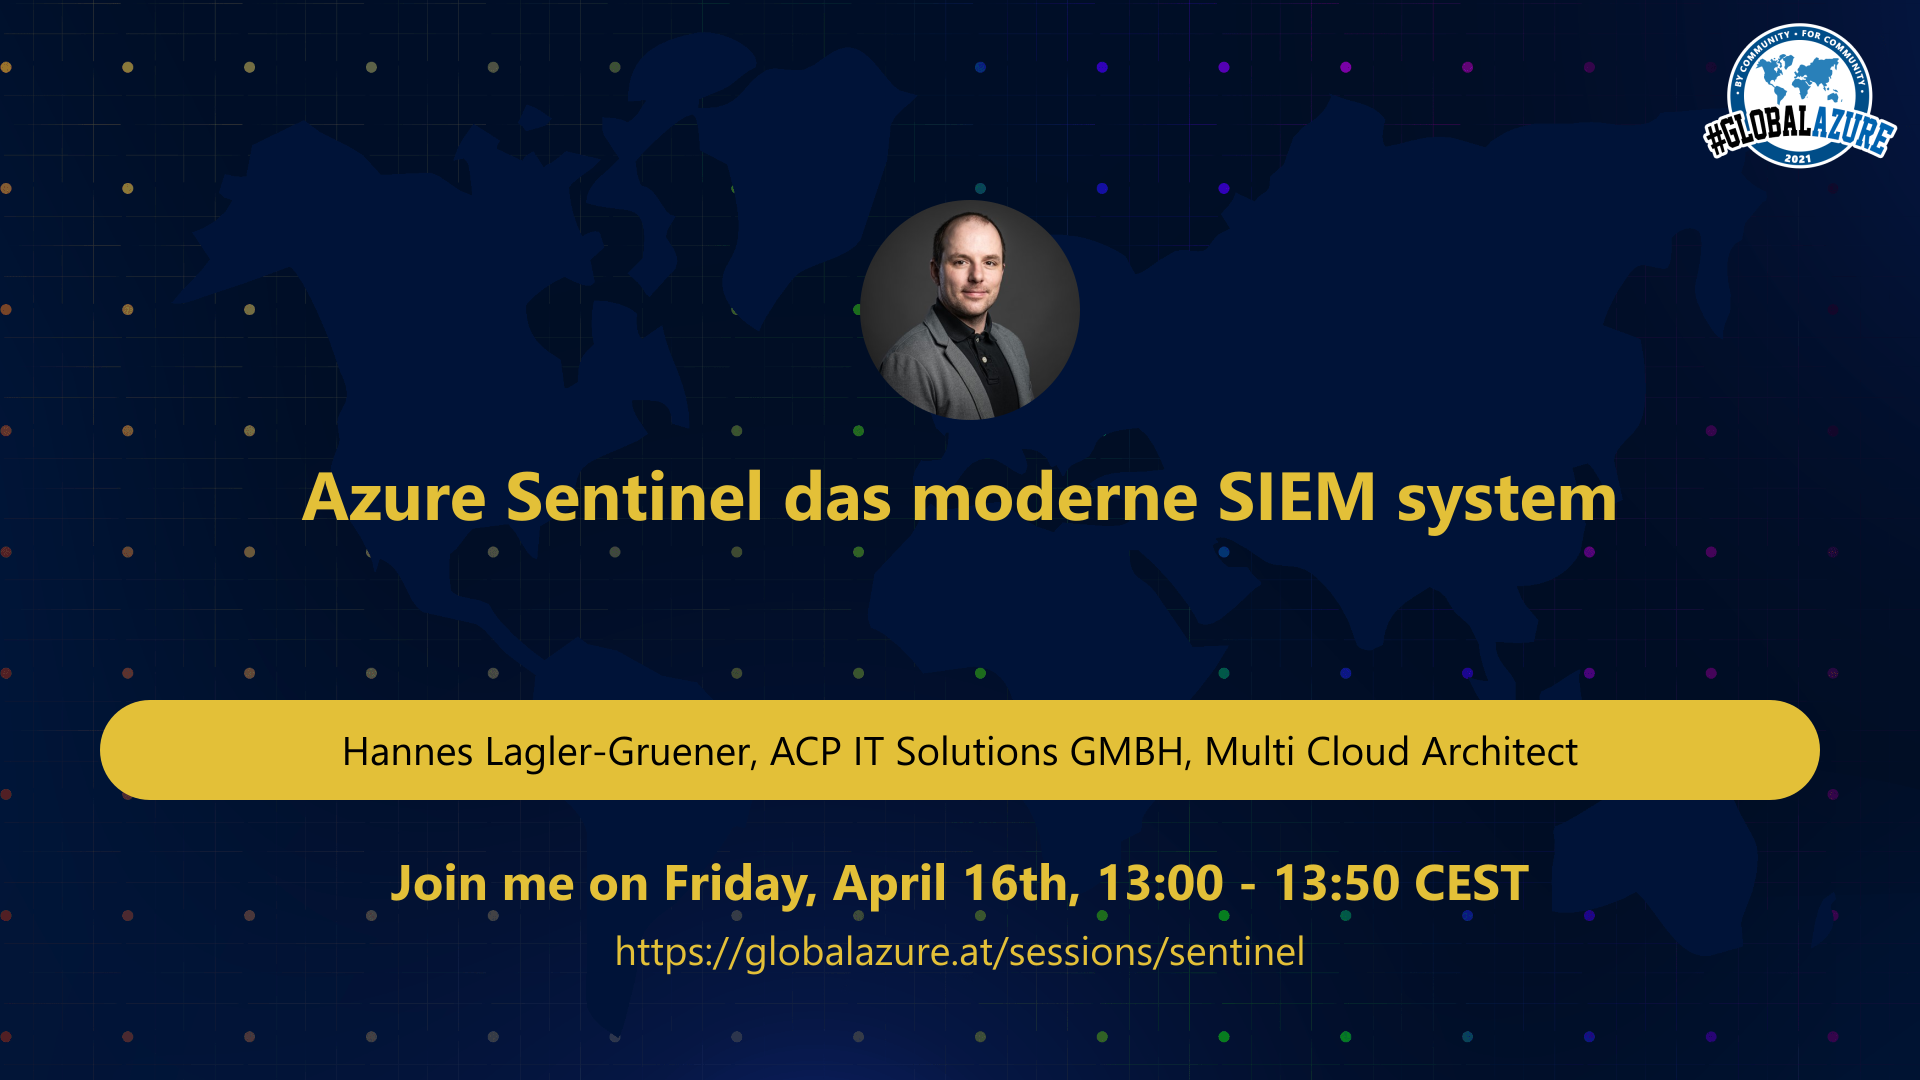 • BY COMMUNITY • FOR COMMUNITY •
#GLOBALAZURE
2021
Azure Sentinel das moderne SIEM system
Hannes Lagler-Gruener, ACP IT Solutions GMBH, Multi Cloud Architect
Join me on Friday, April 16th, 13:00 - 13:50 CEST
https://globalazure.at/sessions/sentinel